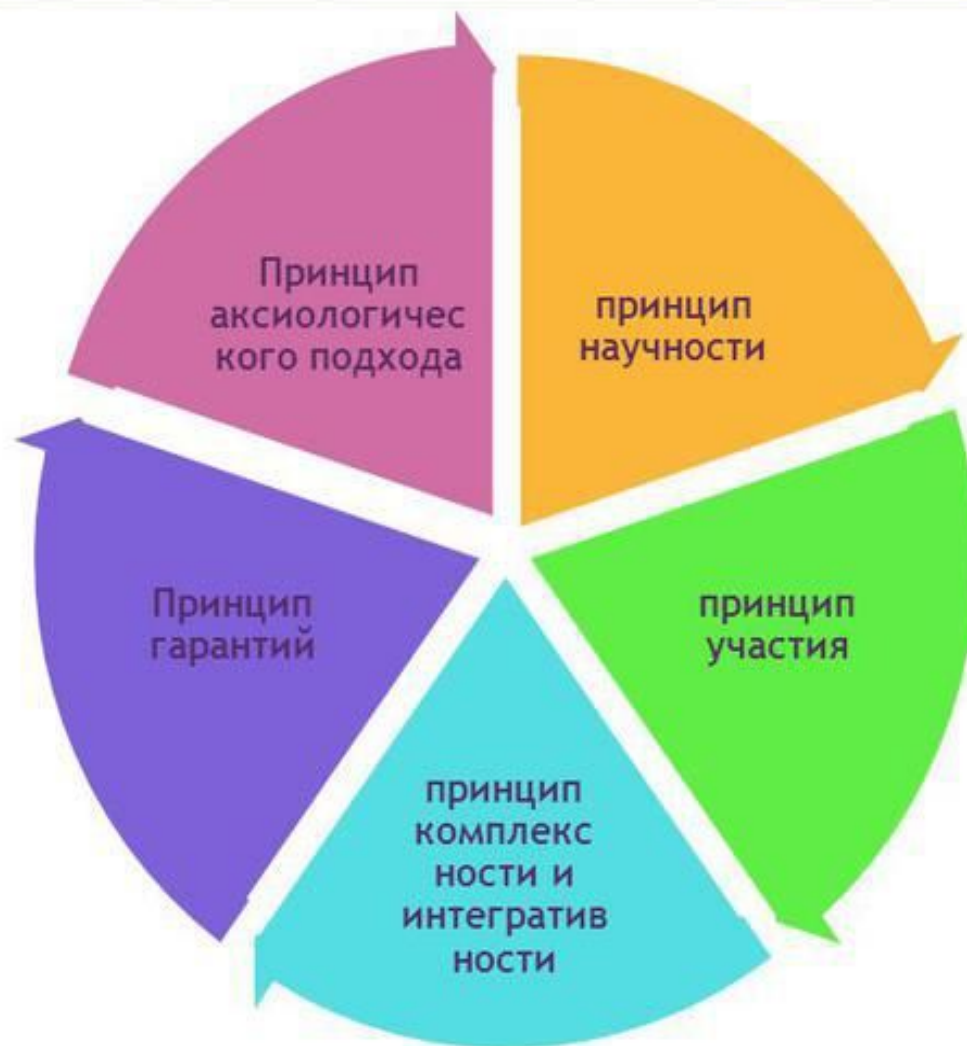 Принцип
аксиологичес
кого подхода
принцип
научности
принцип
участия
принцип
комплекс
ности и
интегратив
ности
Принцип
гарантий